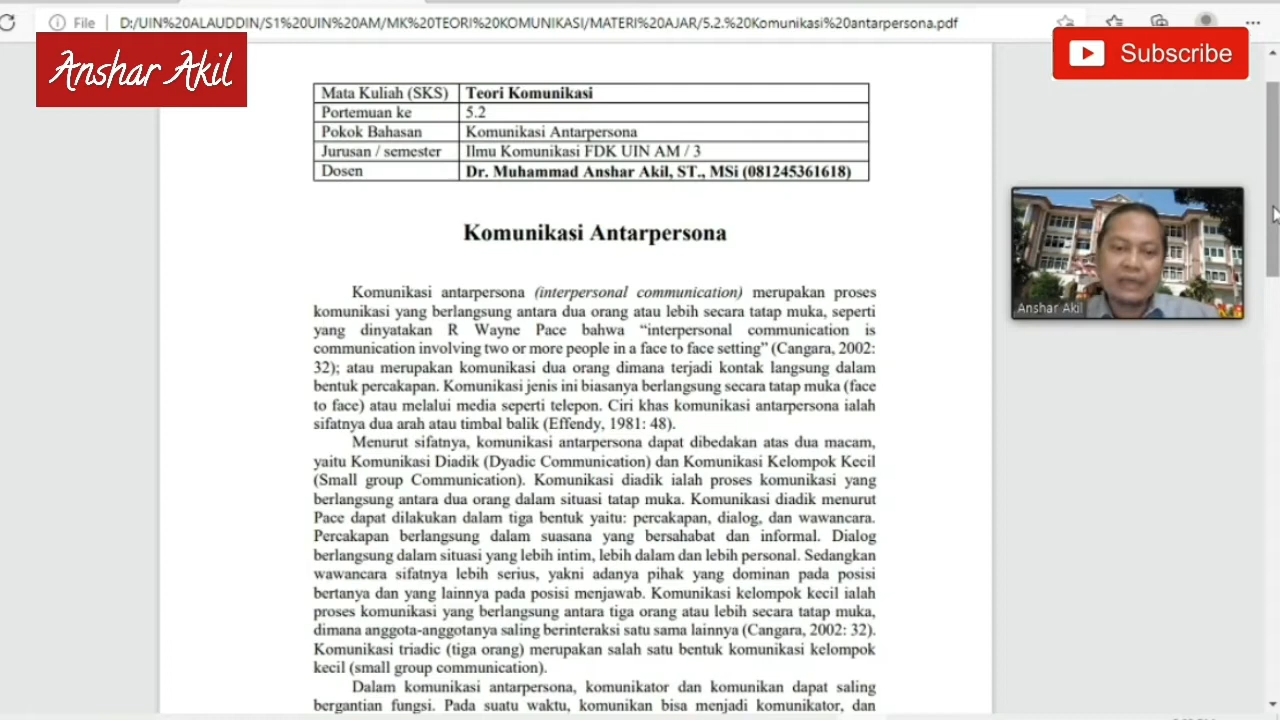 File
D:/UIN%20ALAUDDIN/S1%20UIN%20AM/MK%20TEORI%20KOMUNIKASI/MATERI%20AJAR/5.2.%20Komunikasi%20antarpersona.pdf
Anshar Akil
Subscribe
Mata Kuliah (SKS) Teori Komunikasi
Portemuan ke 5.2
Pokok Bahasan Komunikasi Antarpersona
Jurusan / semester Ilmu Komunikasi FDK UIN AM / 3
Dosen Dr. Muhammad Anshar Akil, ST., MSi (081245361618)
Komunikasi Antarpersona
Komunikasi antarpersona (interpersonal communication) merupakan proses
komunikasi yang berlangsung antara dua orang atau lebih secara tatap muka, seperti
yang dinyatakan R Wayne Pace bahwa “interpersonal communication is
communication involving two or more people in a face to face setting” (Cangara, 2002:
32); atau merupakan komunikasi dua orang dimana terjadi kontak langsung dalam
bentuk percakapan. Komunikasi jenis ini biasanya berlangsung secara tatap muka (face
to face) atau melalui media seperti telepon. Ciri khas komunikasi antarpersona ialah
sifatnya dua arah atau timbal balik (Effendy, 1981: 48).
Menurut sifatnya, komunikasi antarpersona dapat dibedakan atas dua macam,
yaitu Komunikasi Diadik (Dyadic Communication) dan Komunikasi Kelompok Kecil
(Small group Communication). Komunikasi diadik ialah proses komunikasi yang
berlangsung antara dua orang dalam situasi tatap muka. Komunikasi diadik menurut
Pace dapat dilakukan dalam tiga bentuk yaitu: percakapan, dialog, dan wawancara.
Percakapan berlangsung dalam suasana yang bersahabat dan informal. Dialog
berlangsung dalam situasi yang lebih intim, lebih dalam dan lebih personal. Sedangkan
wawancara sifatnya lebih serius, yakni adanya pihak yang dominan pada posisi
bertanya dan yang lainnya pada posisi menjawab. Komunikasi kelompok kecil ialah
proses komunikasi yang berlangsung antara tiga orang atau lebih secara tatap muka,
dimana anggota-anggotanya saling berinteraksi satu sama lainnya (Cangara, 2002: 32).
Komunikasi triadic (tiga orang) merupakan salah satu bentuk komunikasi kelompok
kecil (small group communication).
Dalam komunikasi antarpersona, komunikator dan komunikan dapat saling
bergantian fungsi. Pada suatu waktu, komunikan bisa menjadi komunikator, dan
Anshar Akil